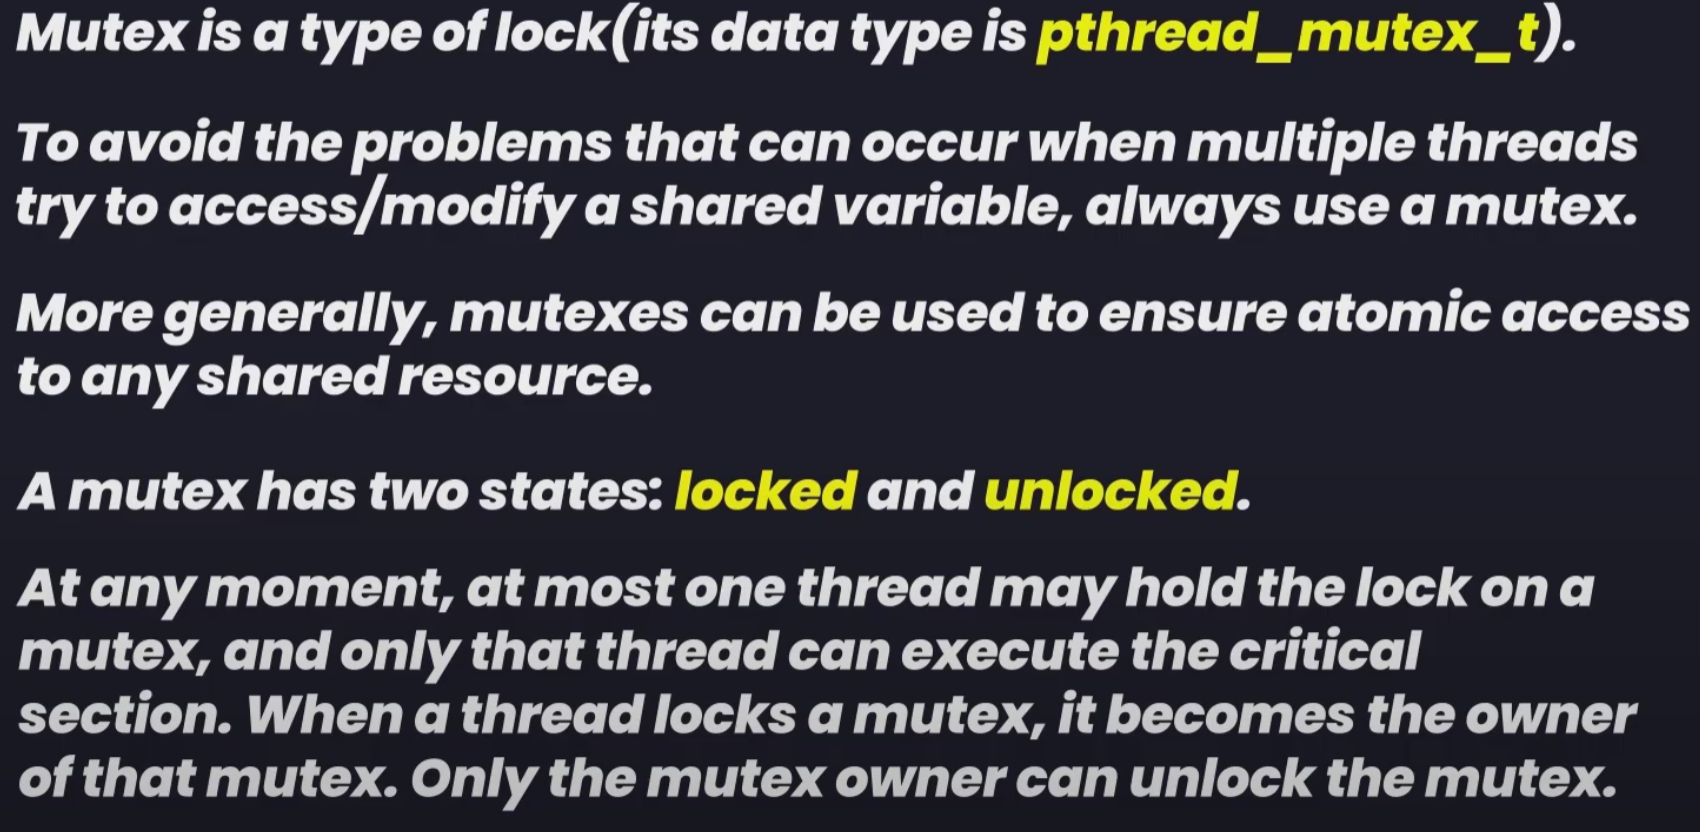 Mutex is a type of lock(its data type is pthread_mutex_t).
To avoid the problems that can occur when multiple threads
try to access/modify a shared variable, always use a mutex.
More generally, mutexes can be used to ensure atomic access
to any shared resource.
A mutex has two states: locked and unlocked.
At any moment, at most one thread may hold the lock on a
mutex, and only that thread can execute the critical
section. When a thread locks a mutex, it becomes the owner
of that mutex. Only the mutex owner can unlock the mutex.